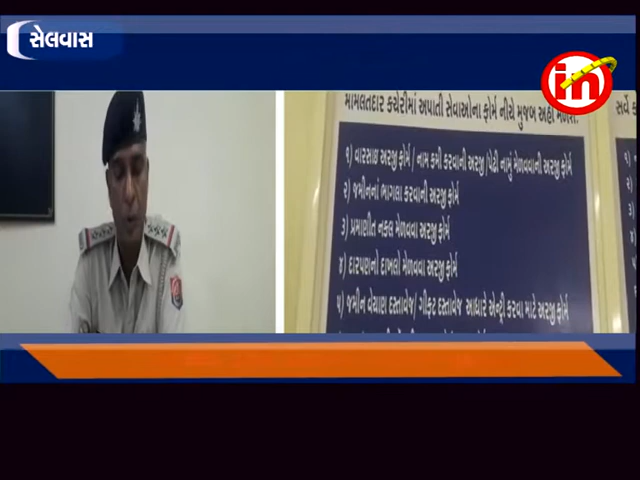 સેલવાસ
in
મામલતદાર કચેરીમાં અપાતી સેવાઓના ફોર્મ નીચે મુજબ અહીં મળશે.
સર્વે
૧) વારસાઇ અરજી ફોર્મ / નામ કમી કરવાની અરજી /પેઢી નામું મેળવવાની અરજી ફોર્મ
૨) જમીનનાં ભાગલા કરવાની અરજી ફોર્મ
૩) પ્રમાણીત નકલ મેળવવા અરજી ફોર્મ
૪) દારપણનો દાખલો મેળવવા અરજી ફોર્મ
૫) જમીન વેચાણ દસ્તાવેજ/ ગીફ્ટ દસ્તાવેજ આધારે એન્ટ્રી કરવા માટે અરજી ફોર્મ